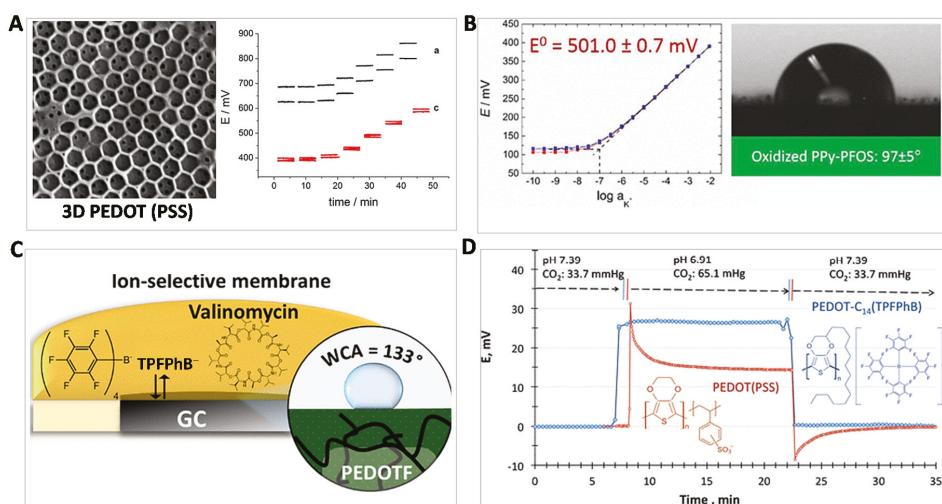 A
900
800
700
600
500
400
E / mV
a
c
0
10
20
30
40
50
time / min
3D PEDOT (PSS)
B
450
400
350
300
250
200
150
100
50
E / mV
E⁰ = 501.0 ± 0.7 mV
-10
-9
-8
-7
-6
-5
-4
-3
-2
log a K⁺
Oxidized PPy-PFOS: 97±5°
C
Ion-selective membrane
Valinomycin
F
F
F
F
F
B⁻
4
TPFPhB⁻
GC
WCA = 133°
PEDOTF
D
pH 7.39
CO₂: 33.7 mmHg
pH 6.91
CO₂: 65.1 mHg
pH 7.39
CO₂: 33.7 mmHg
E, mV
40
30
20
10
0
-10
PEDOT-C₁₄(TPFPhB)
PEDOT(PSS)
O
O
S
n
n
SO₃⁻
O
O
S
n
0
5
10
15
20
25
30
35
Time , min